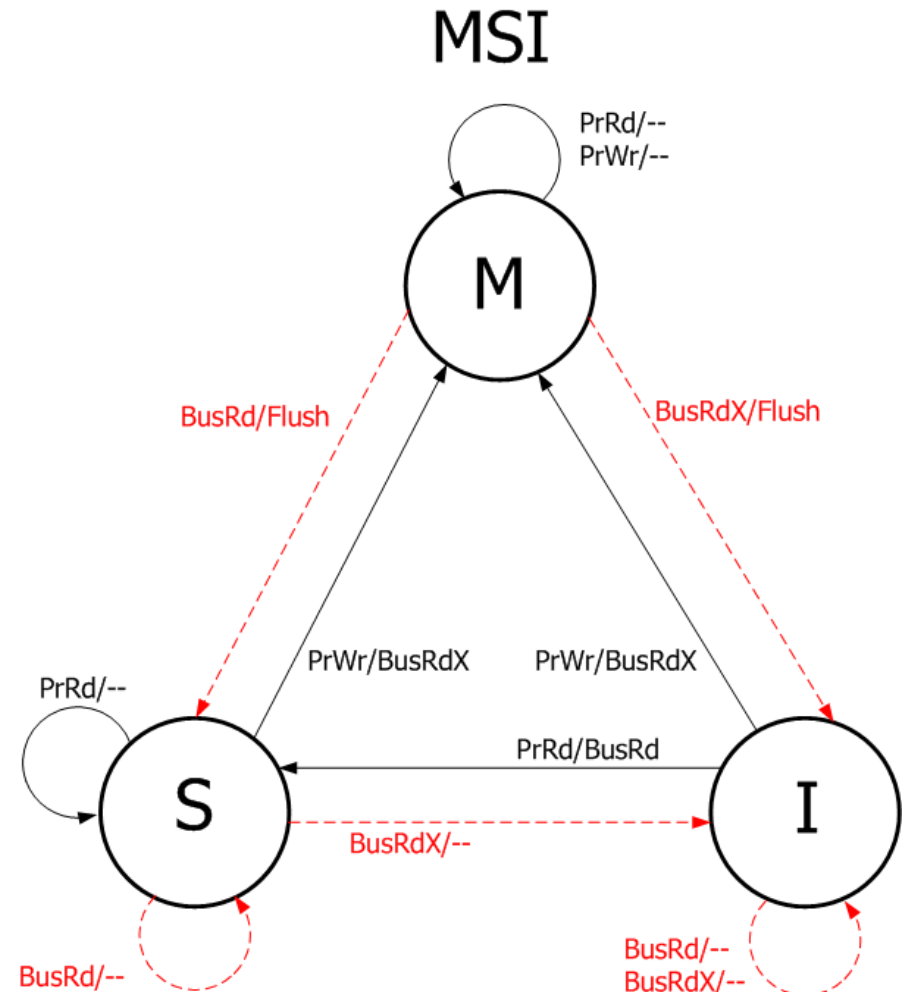 MSI
PrRd/--
PrWr/--
M
BusRd/Flush
BusRdX/Flush
PrWr/BusRdX
PrWr/BusRdX
PrRd/--
PrRd/BusRd
S
I
BusRdX/--
BusRd/--
BusRd/--
BusRdX/--